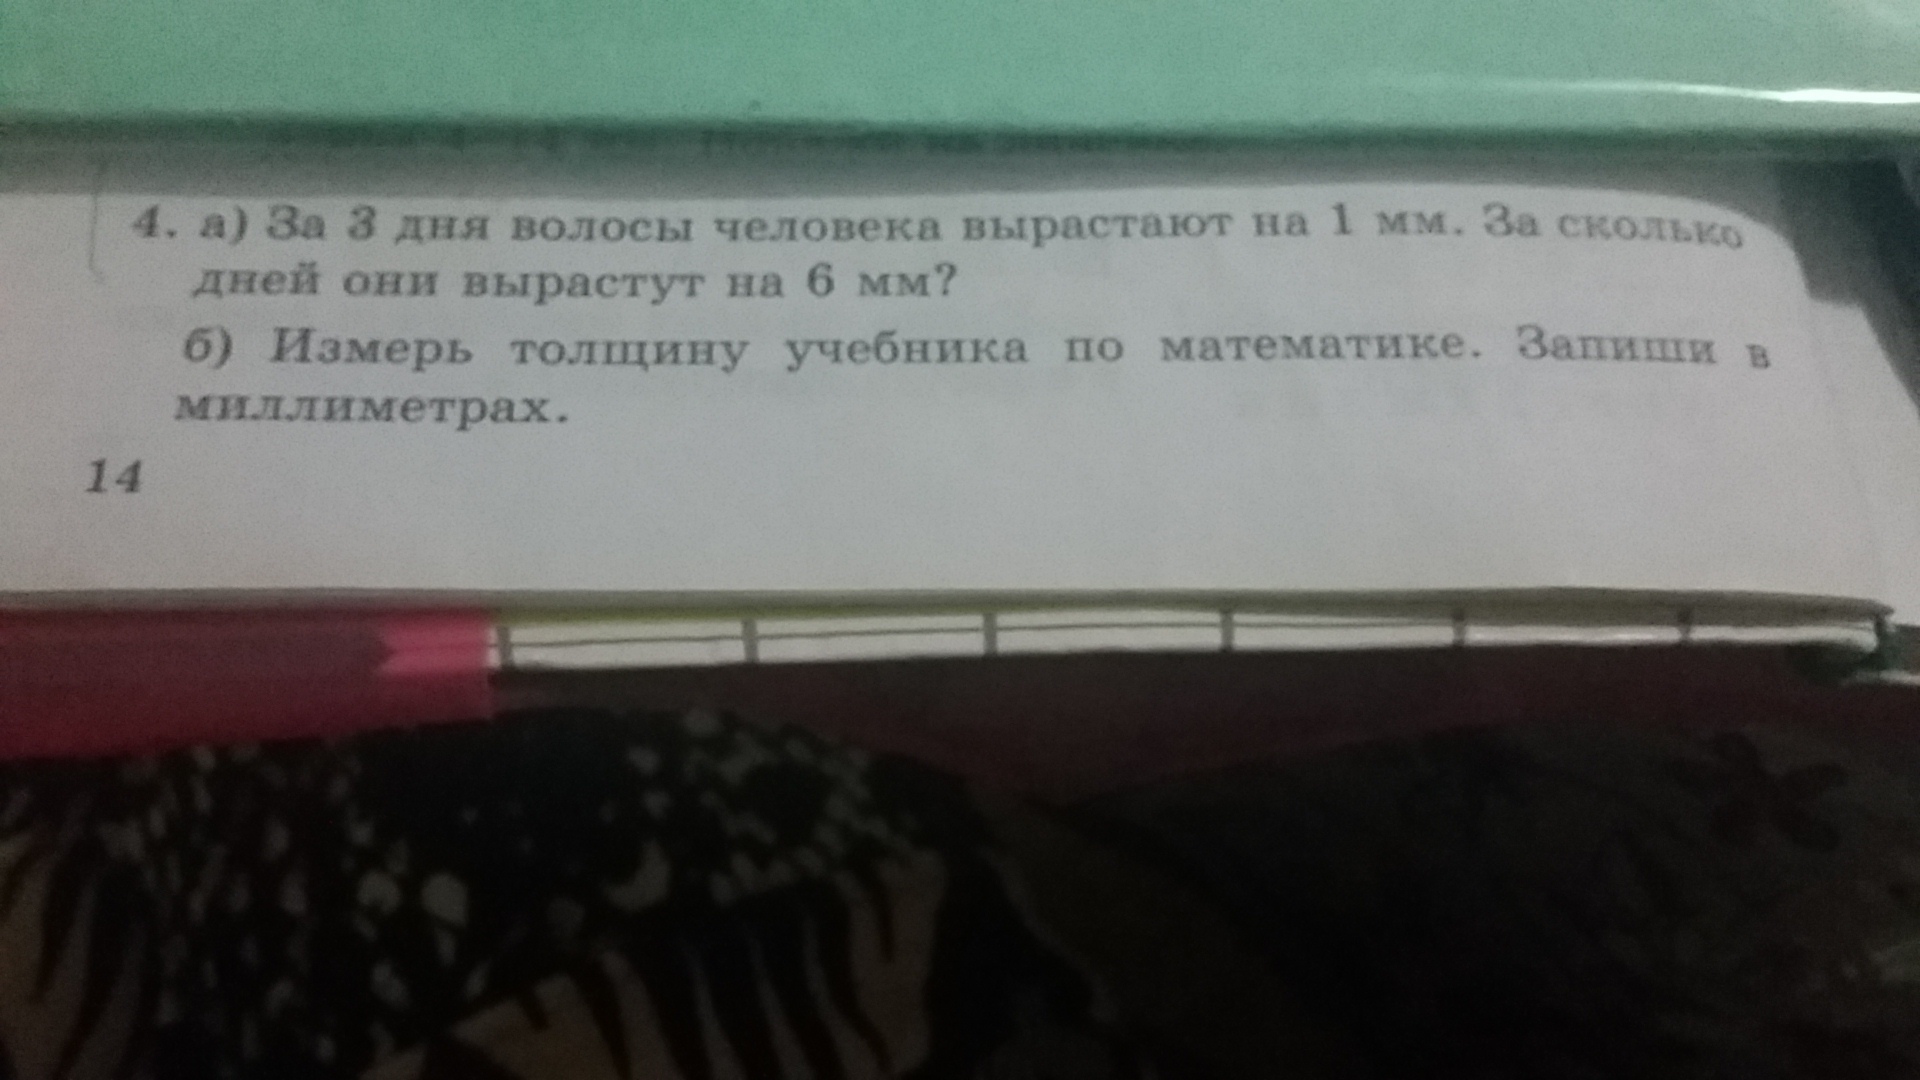 4. а) За 3 дня волосы человека вырастают на 1 мм. За сколько
дней они вырастут на 6 мм?
б) Измерь толщину учебника по математике. Запиши в
миллиметрах.
14